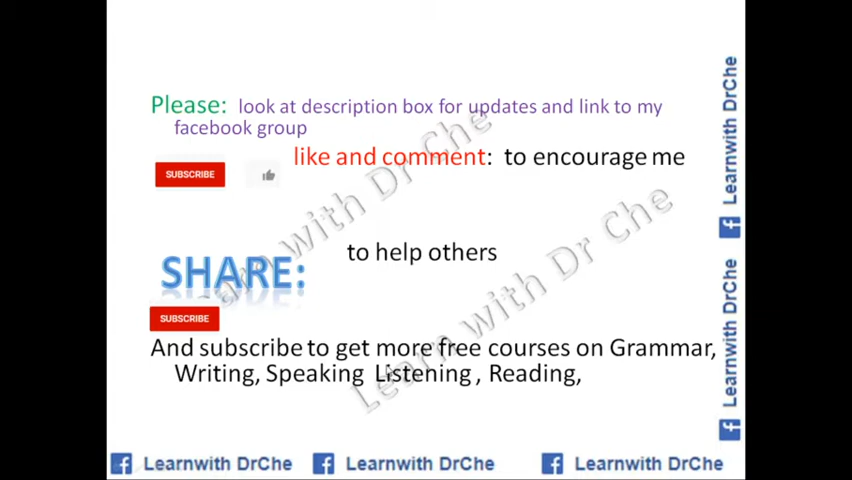 Please: look at description box for updates and link to my
facebook group
like and comment: to encourage me
SUBSCRIBE
to help others
SHARE:
SUBSCRIBE
And subscribe to get more free courses on Grammar,
Writing, Speaking Listening , Reading,
Learn with Dr Che
Learn with Dr Che
Learnwith DrChe
Learnwith DrChe
Learnwith DrChe
Learnwith DrChe
Learnwith DrChe